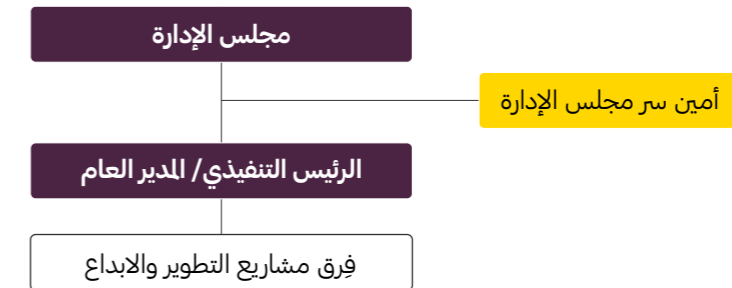 مجلس الإدارة
أمين سر مجلس الإدارة
الرئيس التنفيذي/ المدير العام
فِرق مشاريع التطوير والابداع